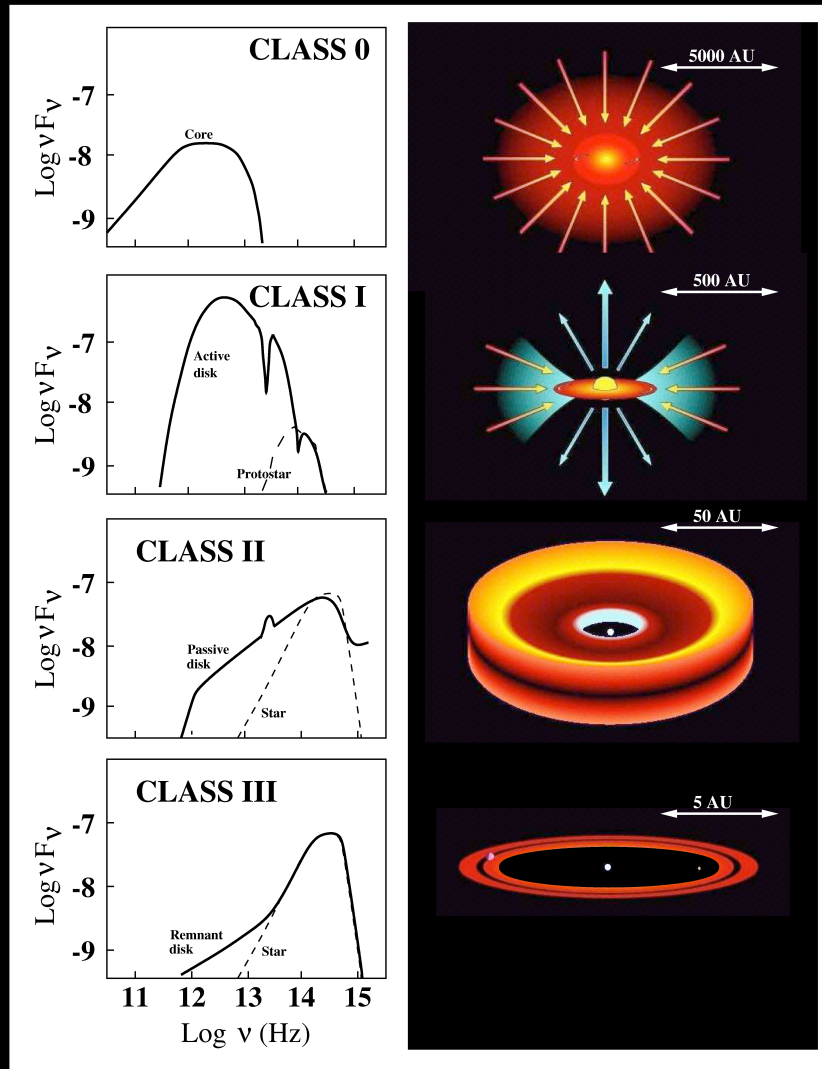 CLASS 0
5000 AU
Log νFν
-7
-8
-9
Core
CLASS I
500 AU
Log νFν
-7
-8
-9
Active
disk
Protostar
CLASS II
50 AU
Log νFν
-7
-8
-9
Passive
disk
Star
CLASS III
5 AU
Log νFν
-7
-8
-9
Remnant
disk
Star
11 12 13 14 15
Log ν (Hz)